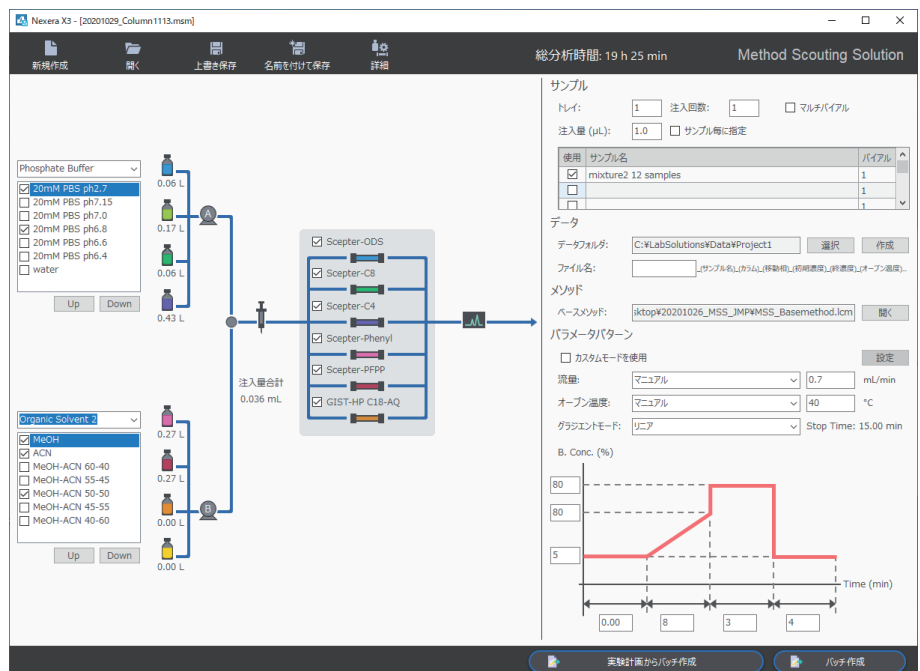 Nexera X3 - [20201029_Column1113.msm]
新規作成
開く
上書き保存
名前を付けて保存
詳細
総分析時間: 19 h 25 min
Method Scouting Solution
Phosphate Buffer
20mM PBS ph2.7
20mM PBS ph7.15
20mM PBS ph7.0
20mM PBS ph6.8
20mM PBS ph6.6
20mM PBS ph6.4
water
Up Down
0.06 L
0.17 L
0.06 L
0.43 L
A
Organic Solvent 2
MeOH
ACN
MeOH-ACN 60-40
MeOH-ACN 55-45
MeOH-ACN 50-50
MeOH-ACN 45-55
MeOH-ACN 40-60
Up Down
0.27 L
0.27 L
0.00 L
0.00 L
B
注入量合計
0.036 mL
Scepter-ODS
Scepter-C8
Scepter-C4
Scepter-Phenyl
Scepter-PFPP
GIST-HP C18-AQ
サンプル
トレイ: 1 注入回数: 1 マルチバイアル
注入量 (µL): 1.0 サンプル毎に指定
使用 サンプル名 バイアル
mixture2 12 samples 1
1
1
データ
データフォルダ: C:¥LabSolutions¥Data¥Project1 選択 作成
ファイル名: _(サンプル名)_(カラム)_(移動相)_(初期濃度)_(終濃度)_(オーブン温度)...
メソッド
ベースメソッド: sktop¥20201026_MSS_JMP¥MSS_Basemethod.lcm 開く
パラメータパターン
カスタムモードを使用 設定
流量: マニュアル 0.7 mL/min
オーブン温度: マニュアル 40 °C
グラジエントモード: リニア Stop Time: 15.00 min
B. Conc. (%)
80
80
5
Time (min)
0.00 8 3 4
実験計画からバッチ作成
バッチ作成